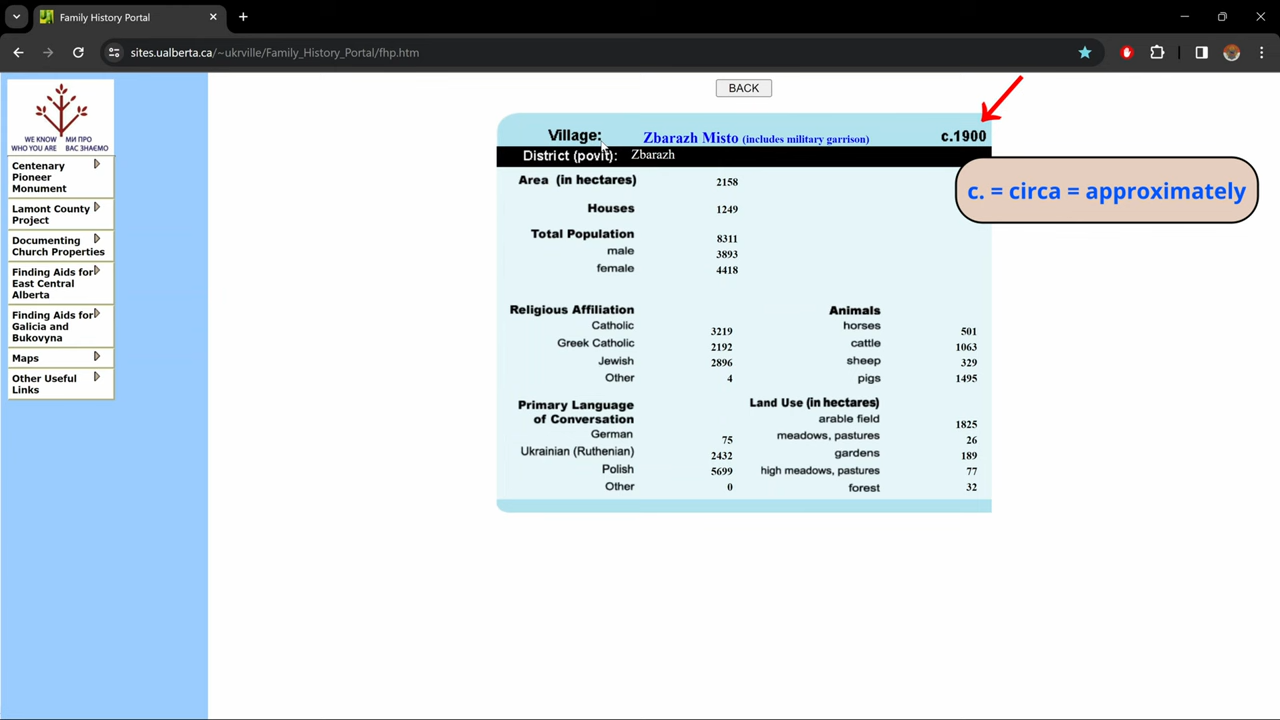 Family History Portal
sites.ualberta.ca/~ukrville/Family_History_Portal/fhp.htm
WE KNOW МИ ПРО
WHO YOU ARE ВАС ЗНАЄМО
Centenary
Pioneer
Monument
Lamont County
Project
Documenting
Church Properties
Finding Aids for
East Central
Alberta
Finding Aids for
Galicia and
Bukovyna
Maps
Other Useful
Links
BACK
Village: Zbarazh Misto (includes military garrison) c.1900
District (povit): Zbarazh
c. = circa = approximately
Area (in hectares) 2158
Houses 1249
Total Population 8311
male 3893
female 4418
Religious Affiliation Animals
Catholic 3219 horses 501
Greek Catholic 2192 cattle 1063
Jewish 2896 sheep 329
Other 4 pigs 1495
Primary Language Land Use (in hectares)
of Conversation arable field 1825
German 75 meadows, pastures 26
Ukrainian (Ruthenian) 2432 gardens 189
Polish 5699 high meadows, pastures 77
Other 0 forest 32